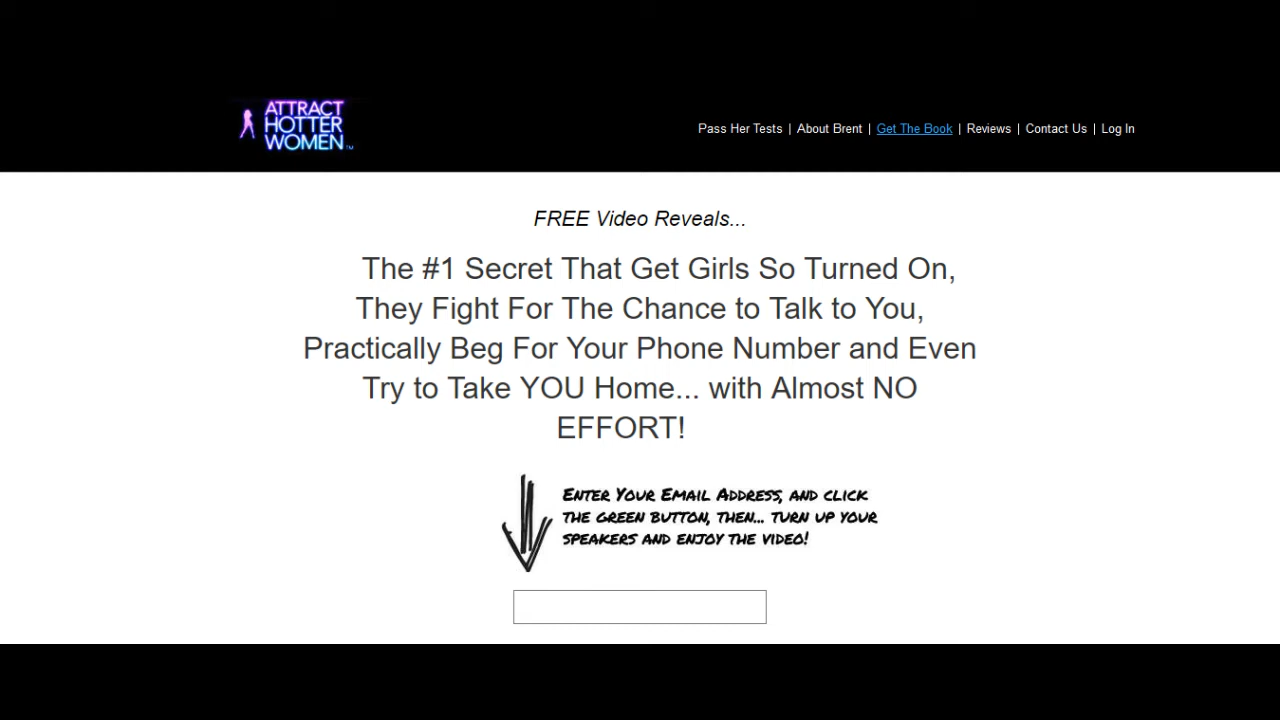 ATTRACT
HOTTER
WOMEN™
Pass Her Tests | About Brent | Get The Book | Reviews | Contact Us | Log In
FREE Video Reveals...
The #1 Secret That Get Girls So Turned On,
They Fight For The Chance to Talk to You,
Practically Beg For Your Phone Number and Even
Try to Take YOU Home... with Almost NO
EFFORT!
Enter Your Email Address, and click
the green button, then... turn up your
speakers and enjoy the video!